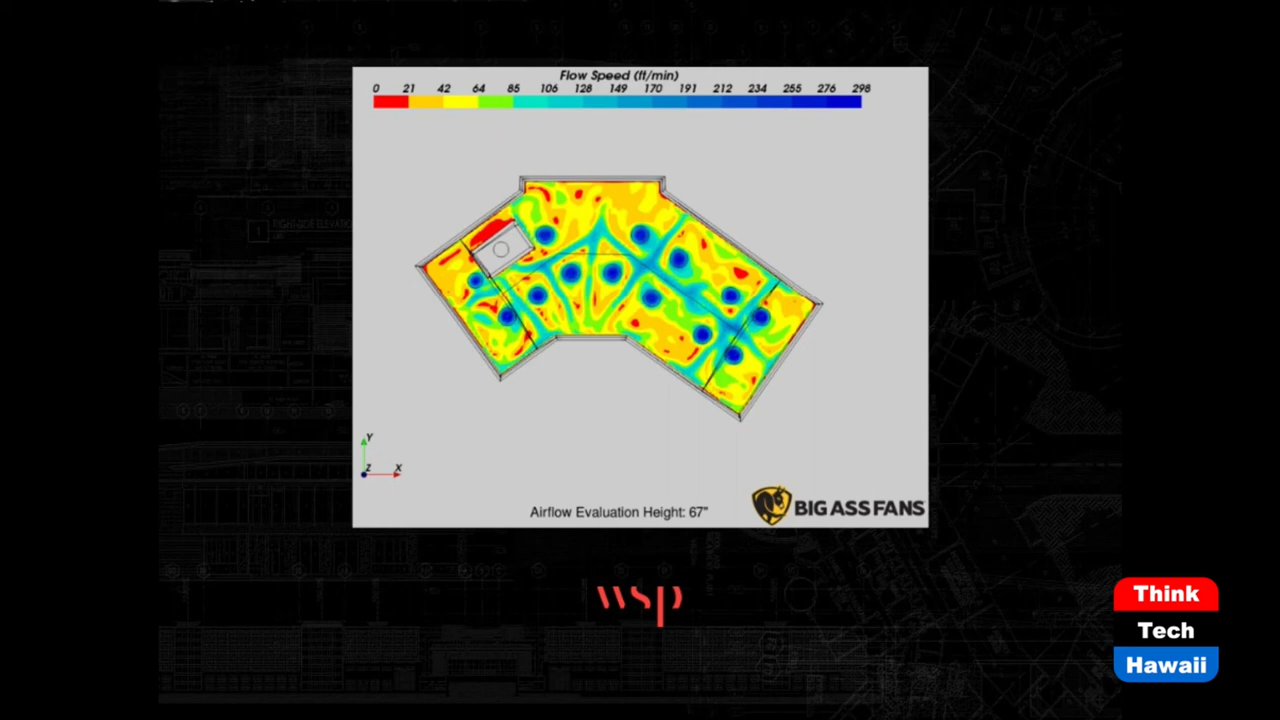 Flow Speed (ft/min)
0 21 42 64 85 106 128 149 170 191 212 234 255 276 298
Y
Z X
Airflow Evaluation Height: 67"
BIG ASS FANS
wsp
Think
Tech
Hawaii